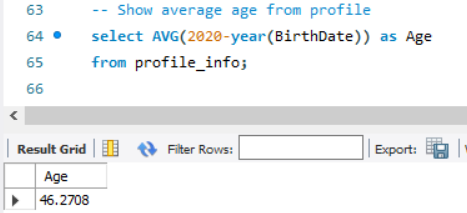 63 -- Show average age from profile
64 select AVG(2020-year(BirthDate)) as Age
65 from profile_info;
66
Result Grid Filter Rows: Export:
Age
46.2708